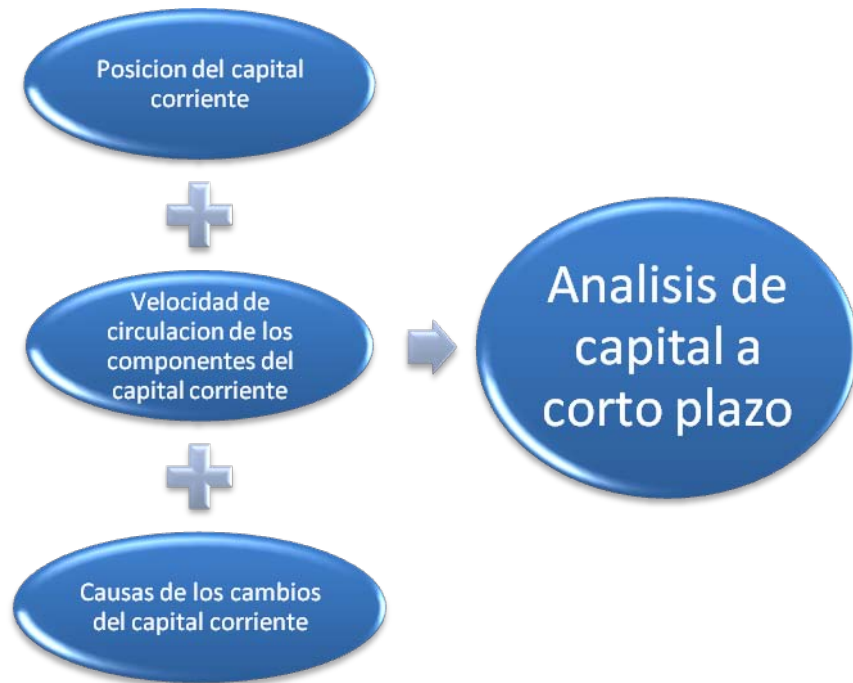 Posicion del capital
corriente
Velocidad de
circulacion de los
componentes del
capital corriente
Causas de los cambios
del capital corriente
Analisis de
capital a
corto plazo